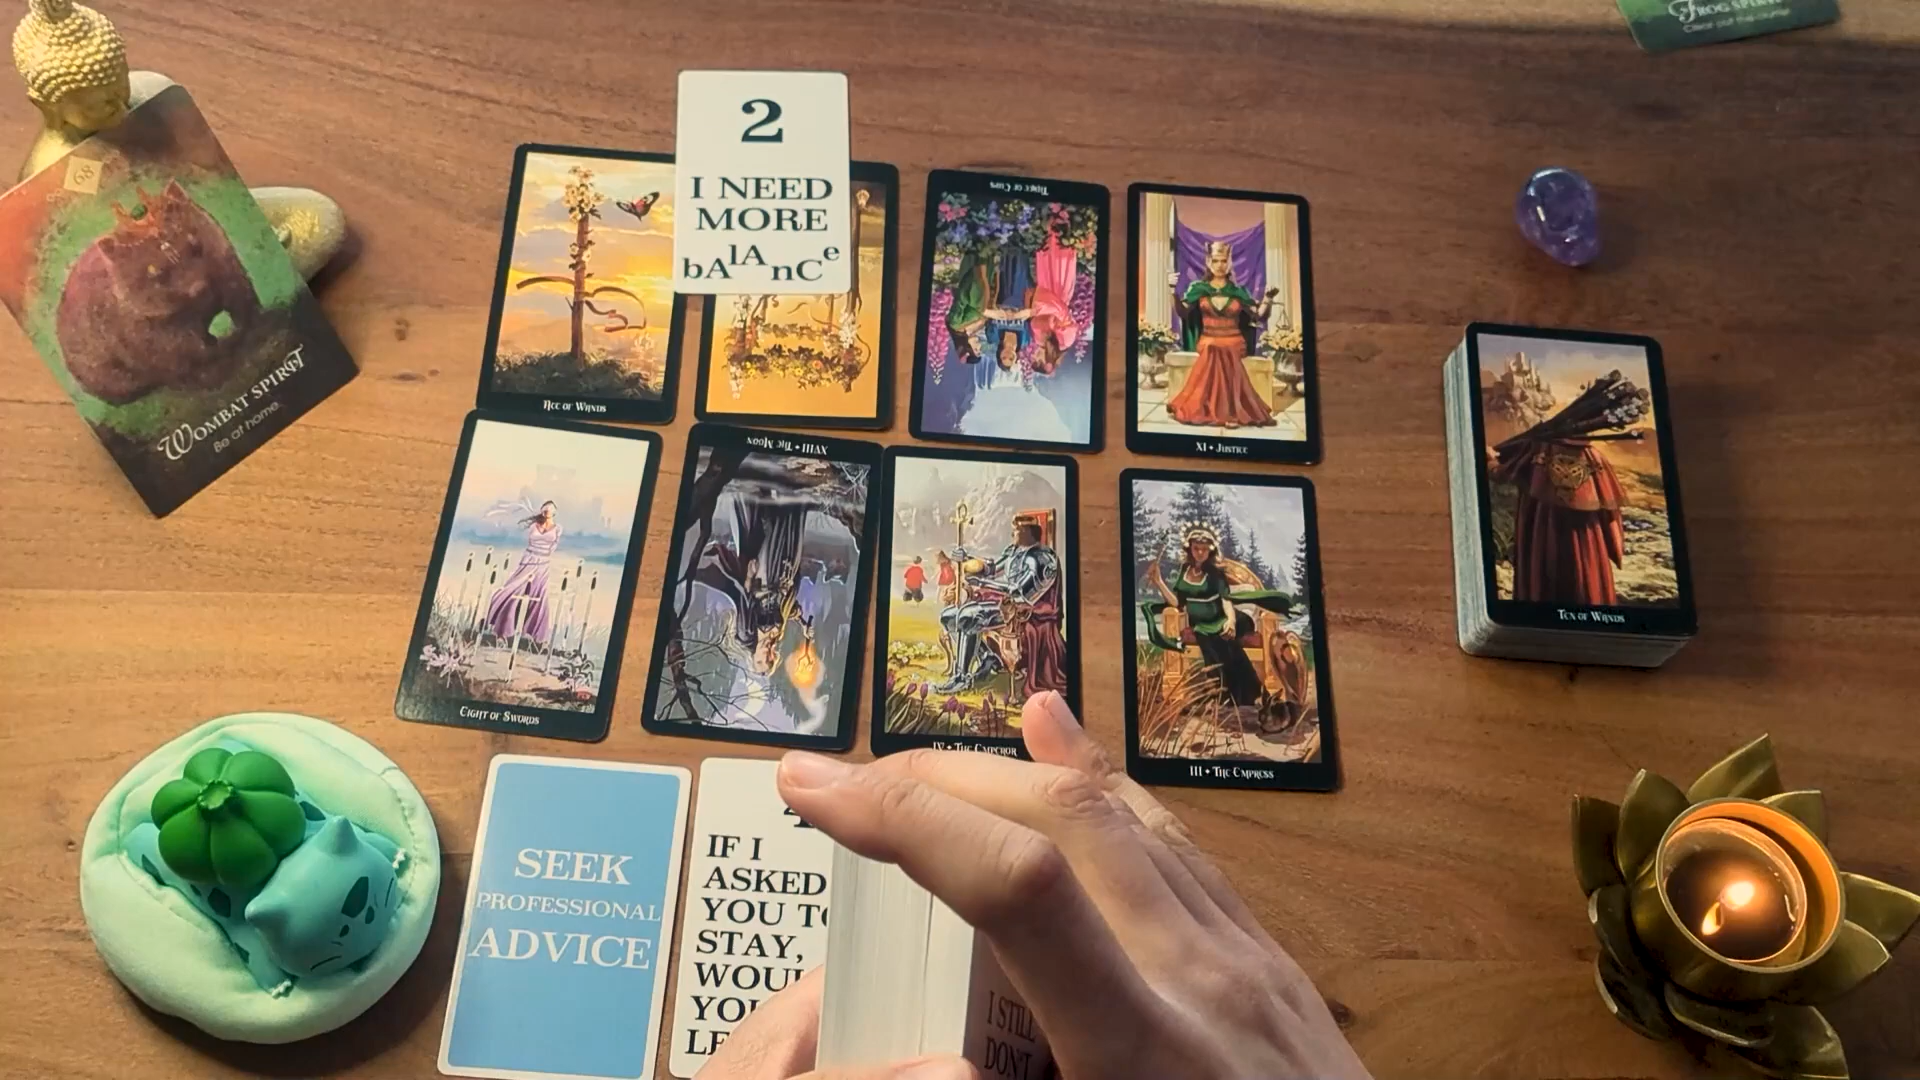 FROG SPIRIT
2
I NEED
MORE
bAlAnCe
68
WOMBAT SPIRIT
Be at home.
ACE OF WANDS
THREE OF CUPS
XI • JUSTICE
EIGHT OF SWORDS
XVIII • THE MOON
IV • THE EMPEROR
III • THE EMPRESS
TEN OF WANDS
SEEK
PROFESSIONAL
ADVICE
IF I
ASKED
YOU
STAY,
I STILL
DON'T